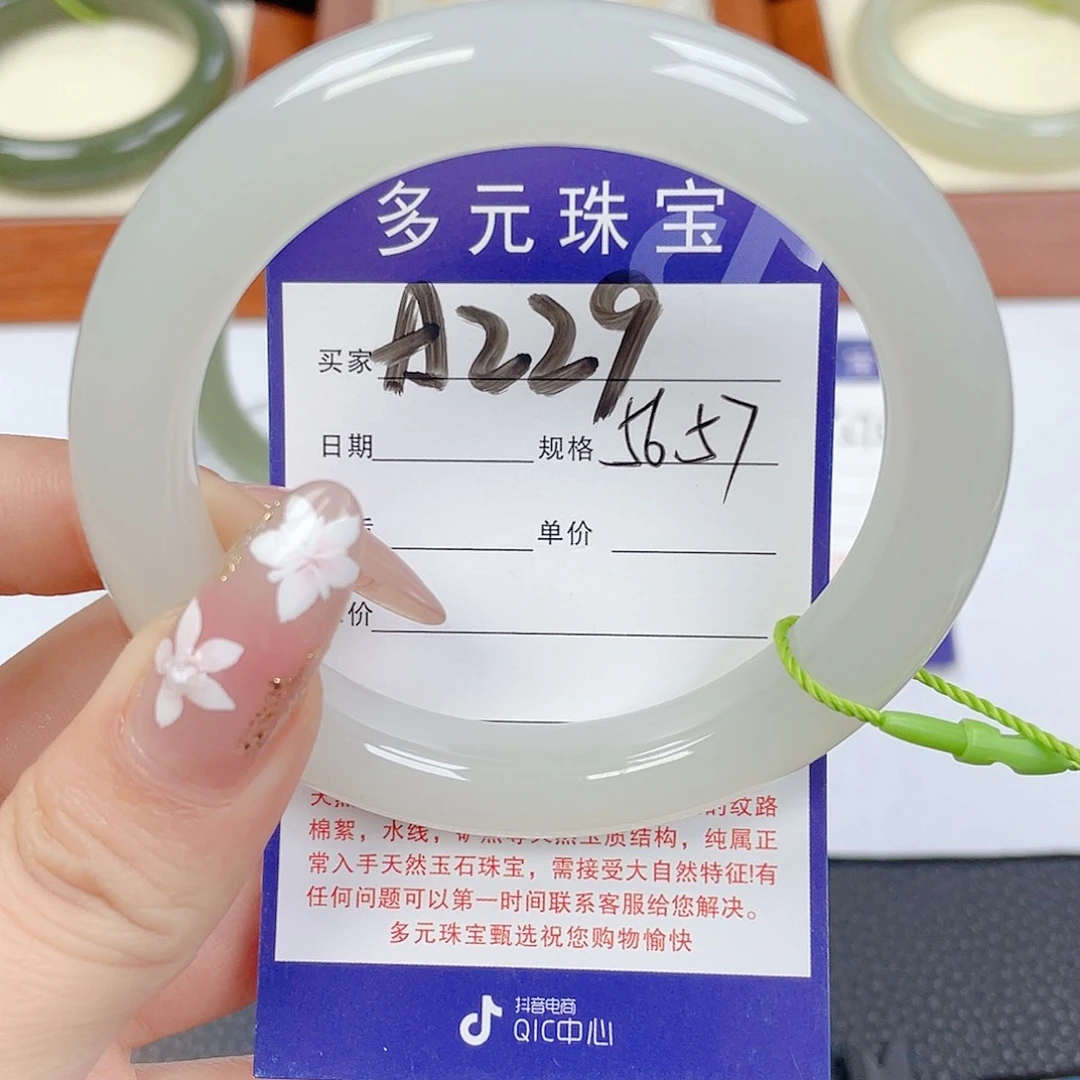 多元珠宝
买家 A229
日期 规格 56.57
单价
价
的纹路
棉絮，水线，矿点等天然玉质结构，纯属正
常入手天然玉石珠宝，需接受大自然特征!有
任何问题可以第一时间联系客服给您解决。
多元珠宝甄选祝您购物愉快
抖音电商
QIC中心